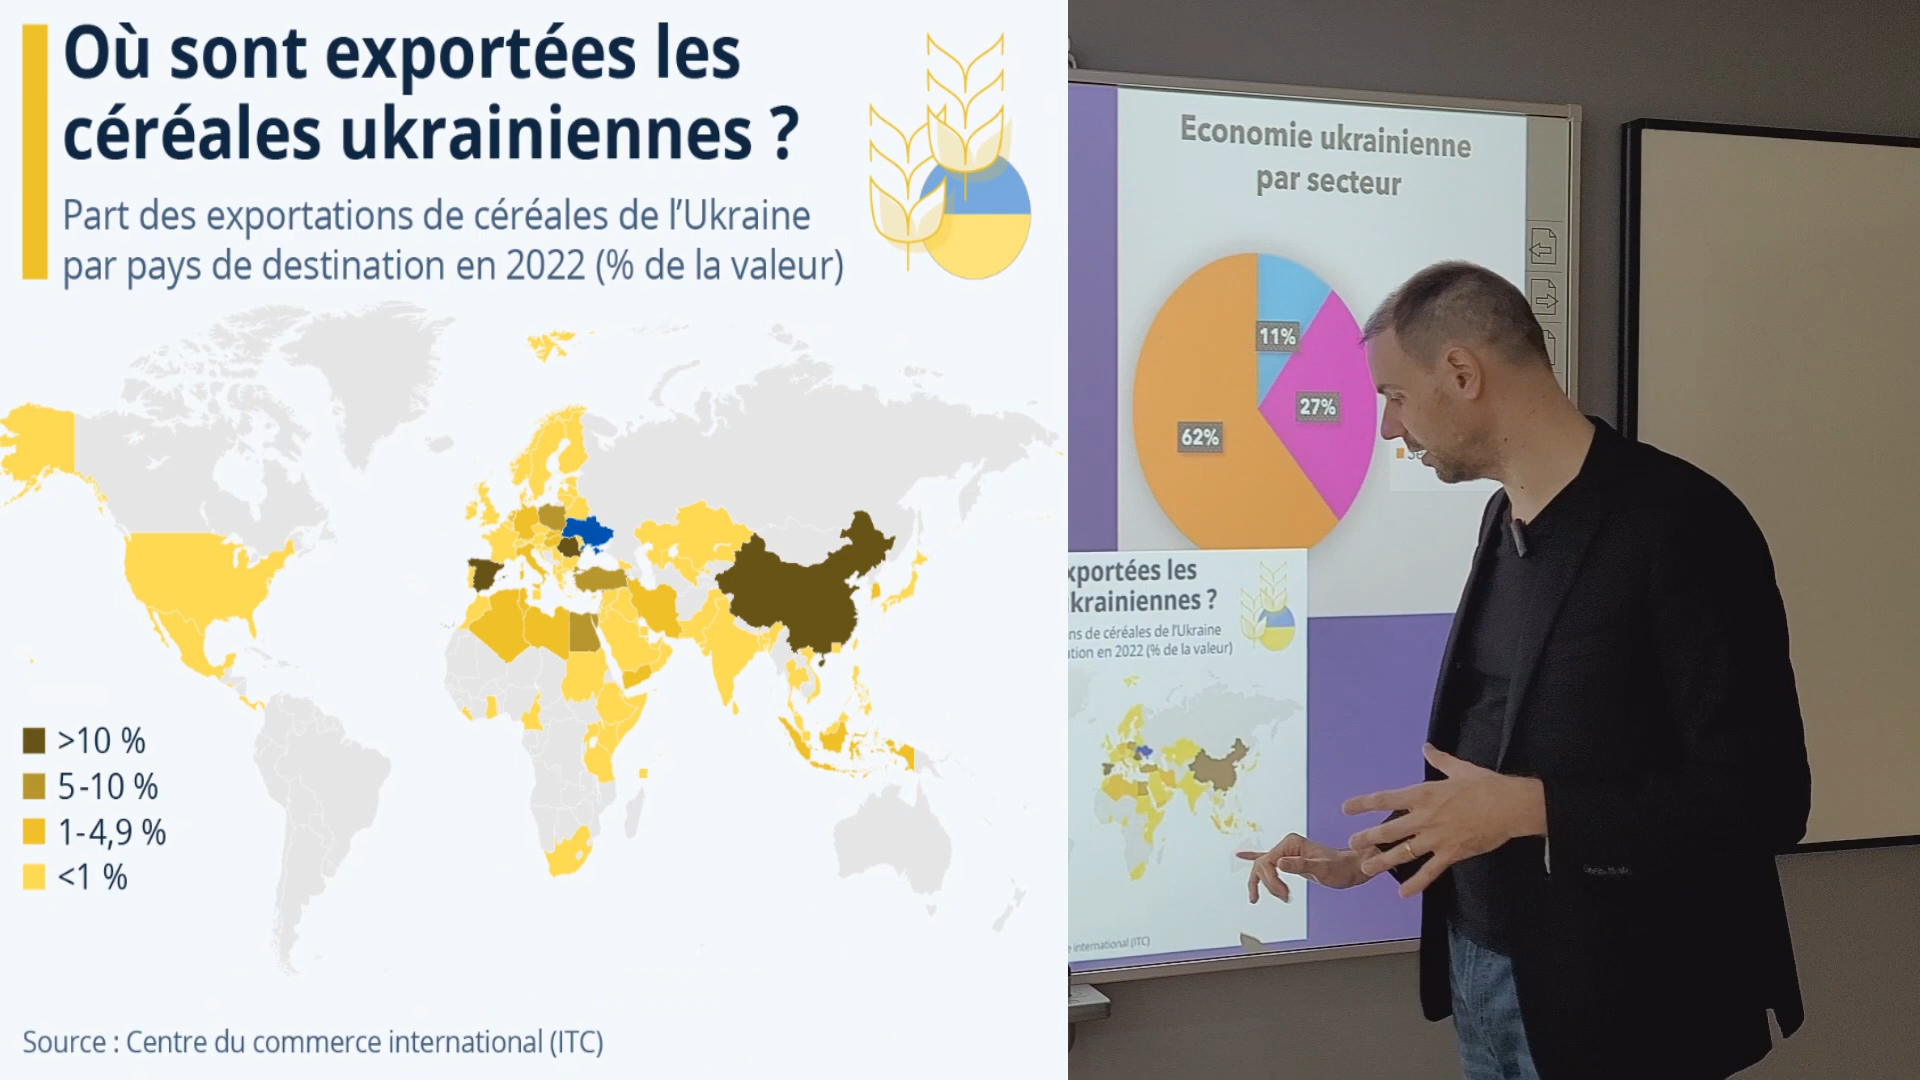 Où sont exportées les
céréales ukrainiennes ?
Part des exportations de céréales de l’Ukraine
par pays de destination en 2022 (% de la valeur)
>10 %
5-10 %
1-4,9 %
<1 %
Source : Centre du commerce international (ITC)
Economie ukrainienne
par secteur
11%
27%
62%
xportées les
krainiennes ?
ns de céréales de l’Ukraine
ation en 2022 (% de la valeur)
e international (ITC)